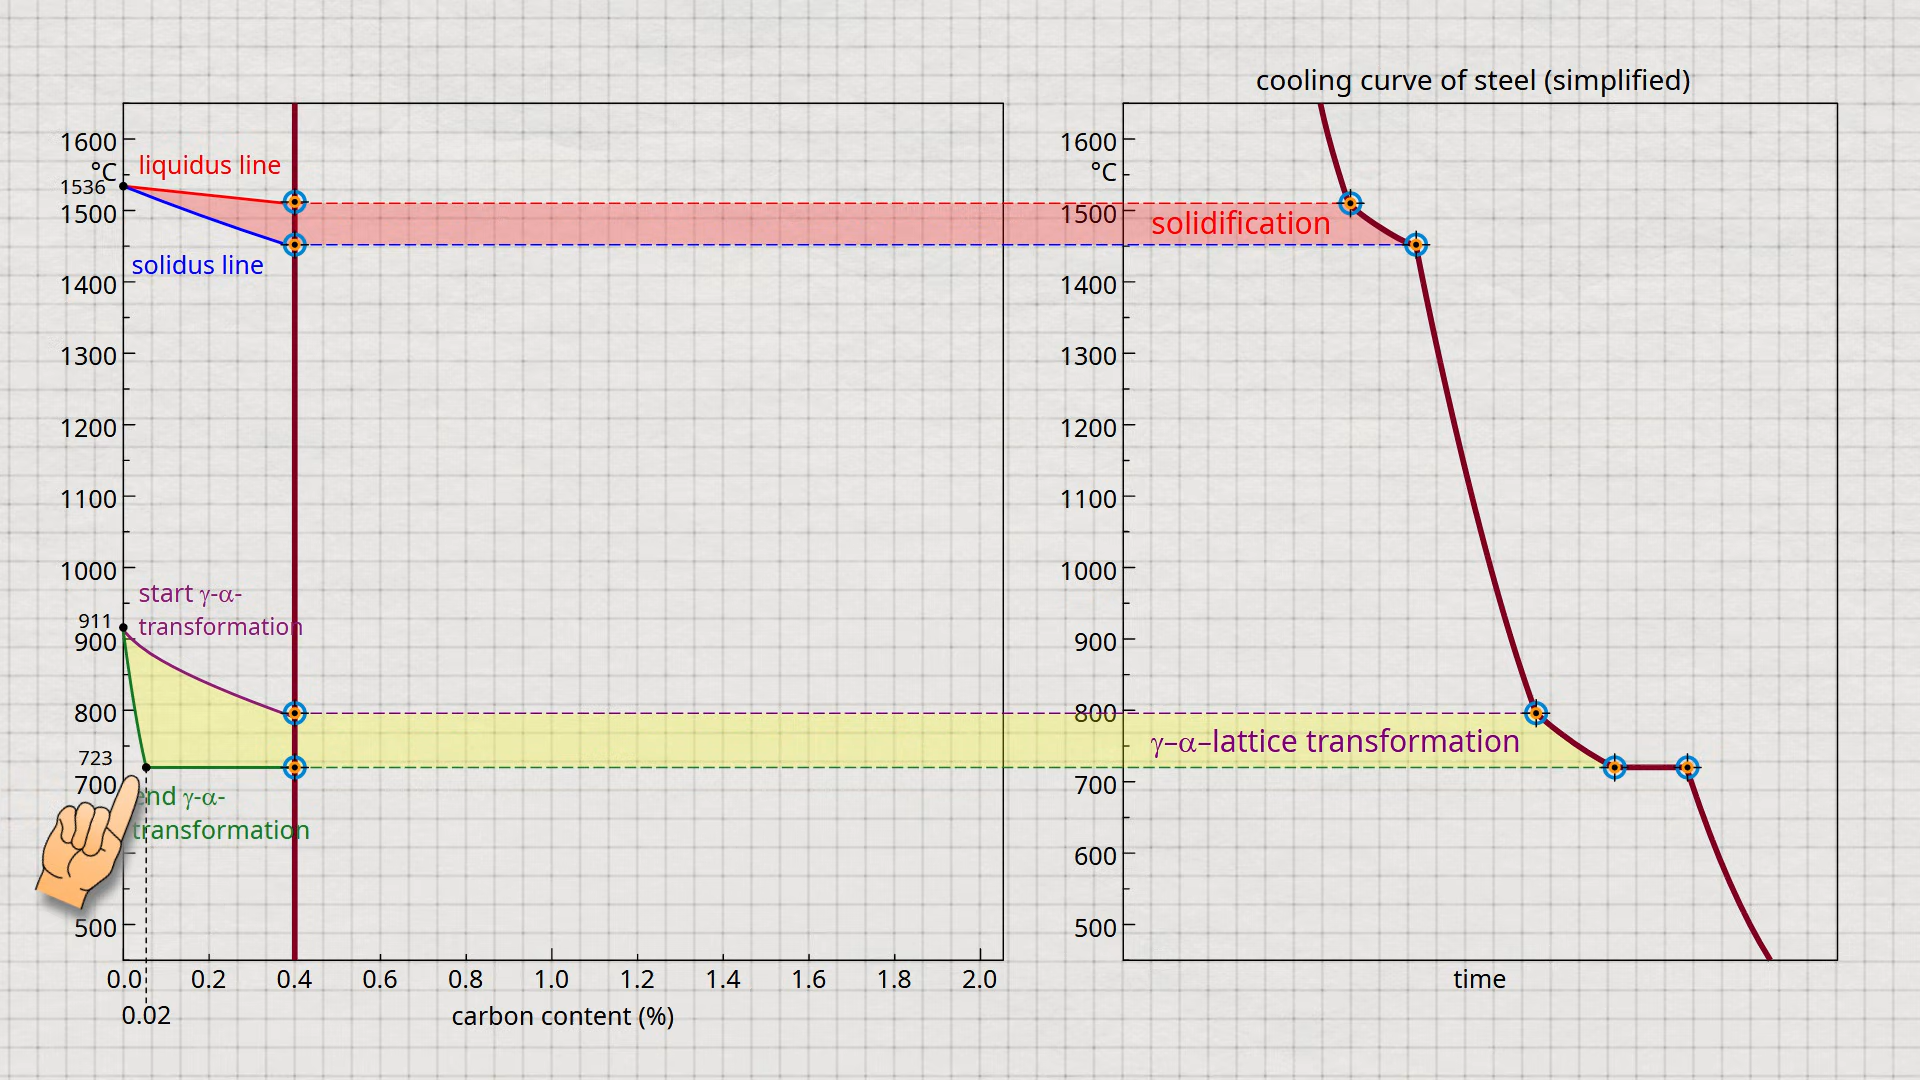 cooling curve of steel (simplified)
1600
°C
1536
1500
1400
1300
1200
1100
1000
911
900
800
723
700
500
liquidus line
solidus line
start γ-α-
transformation
end γ-α-
transformation
0.0 0.2 0.4 0.6 0.8 1.0 1.2 1.4 1.6 1.8 2.0
0.02
carbon content (%)
1600
°C
1500
1400
1300
1200
1100
1000
900
800
700
600
500
solidification
γ–α–lattice transformation
time